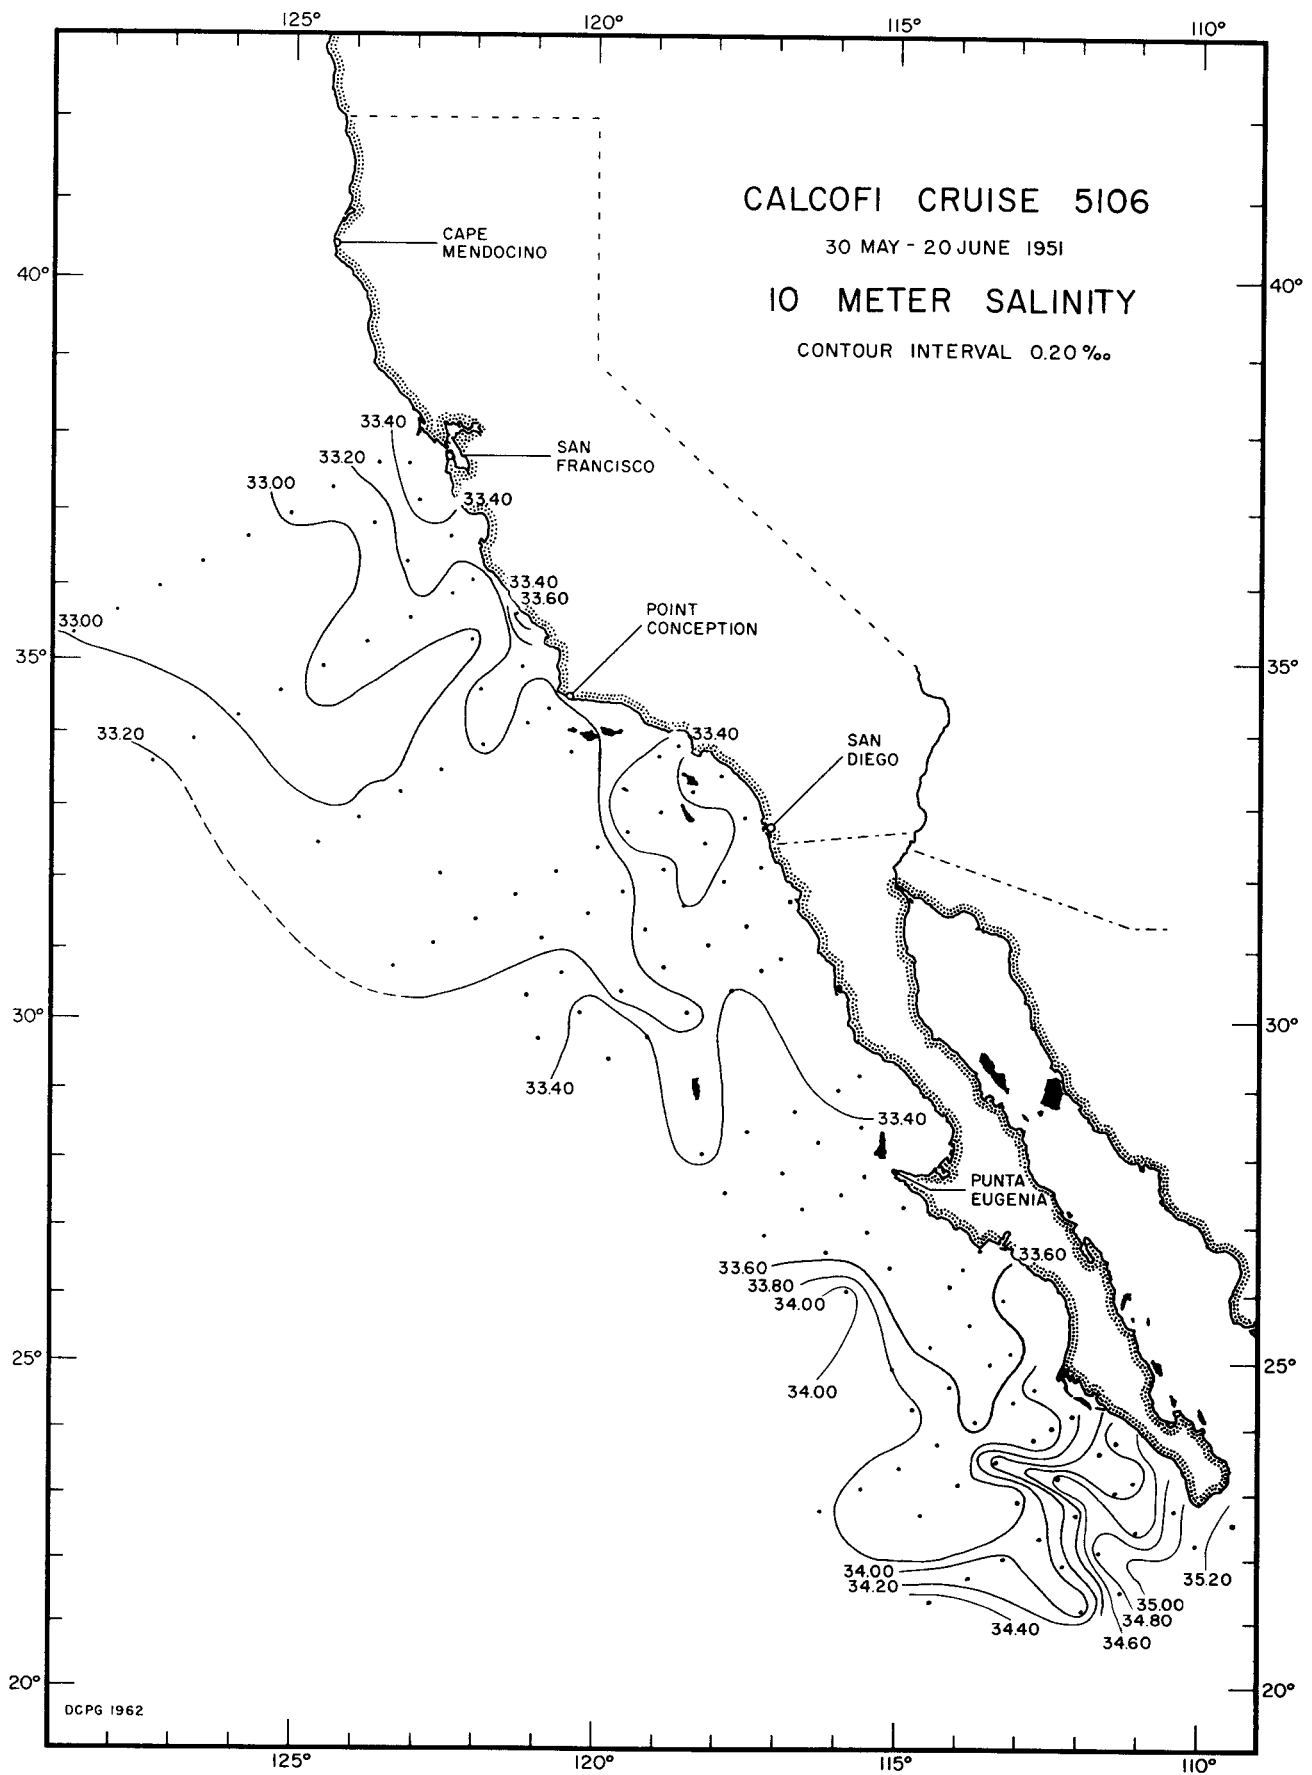 125°
120°
115°
110°
CALCOFI CRUISE 5106
30 MAY - 20 JUNE 1951
10 METER SALINITY
CONTOUR INTERVAL 0.20 ‰
CAPE
MENDOCINO
40°
40°
33.40
SAN
FRANCISCO
33.20
33.00
33.40
33.40
33.60
POINT
CONCEPTION
33.00
35°
35°
33.20
33.40
SAN
DIEGO
30°
30°
33.40
33.40
PUNTA
EUGENIA
33.60
33.60
33.80
34.00
25°
25°
34.00
34.00
34.20
34.40
35.20
35.00
34.80
34.60
20°
20°
DCPG 1962
125°
120°
115°
110°